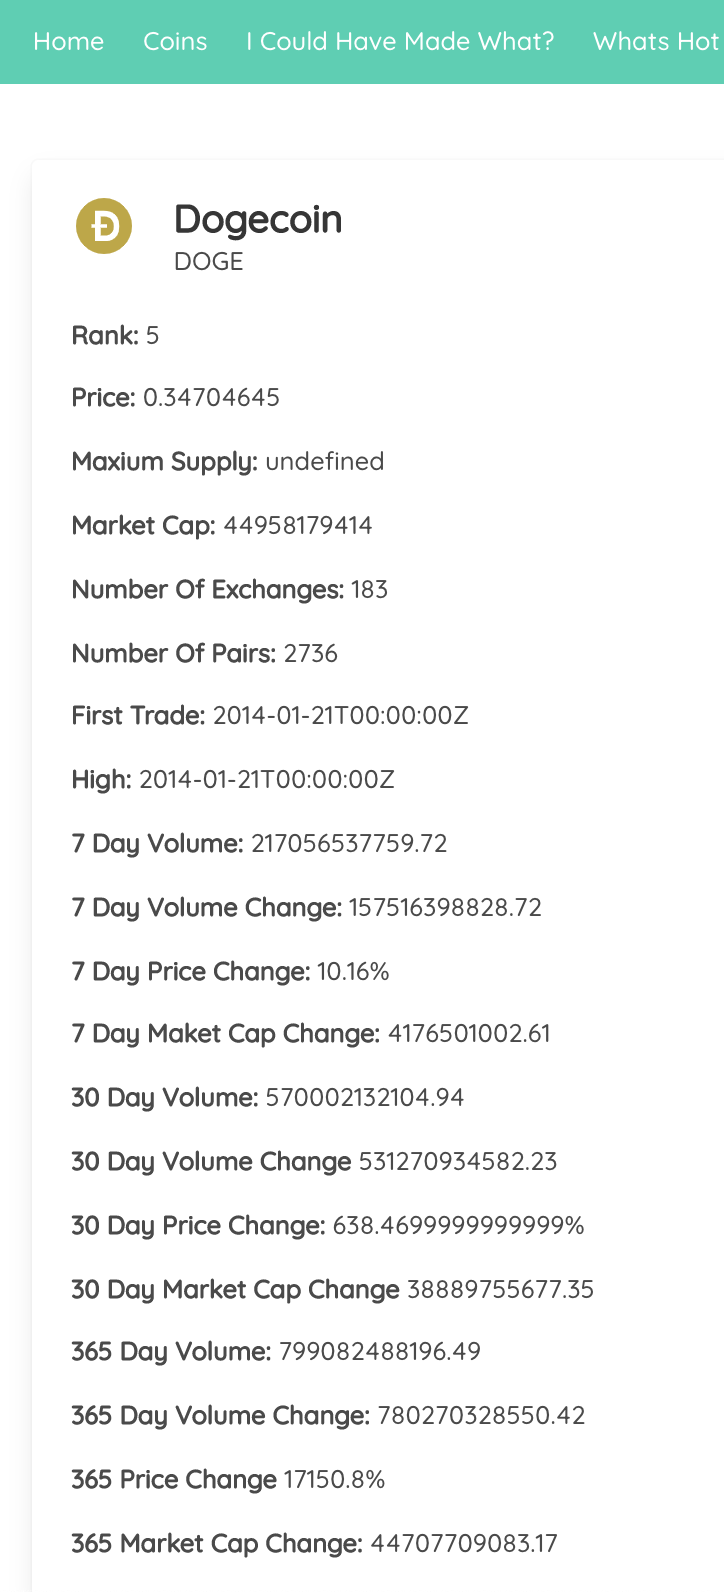 Home Coins I Could Have Made What? Whats Hot
Dogecoin
DOGE
Rank: 5
Price: 0.34704645
Maxium Supply: undefined
Market Cap: 44958179414
Number Of Exchanges: 183
Number Of Pairs: 2736
First Trade: 2014-01-21T00:00:00Z
High: 2014-01-21T00:00:00Z
7 Day Volume: 217056537759.72
7 Day Volume Change: 157516398828.72
7 Day Price Change: 10.16%
7 Day Maket Cap Change: 4176501002.61
30 Day Volume: 570002132104.94
30 Day Volume Change 531270934582.23
30 Day Price Change: 638.4699999999999%
30 Day Market Cap Change 38889755677.35
365 Day Volume: 799082488196.49
365 Day Volume Change: 780270328550.42
365 Price Change 17150.8%
365 Market Cap Change: 44707709083.17